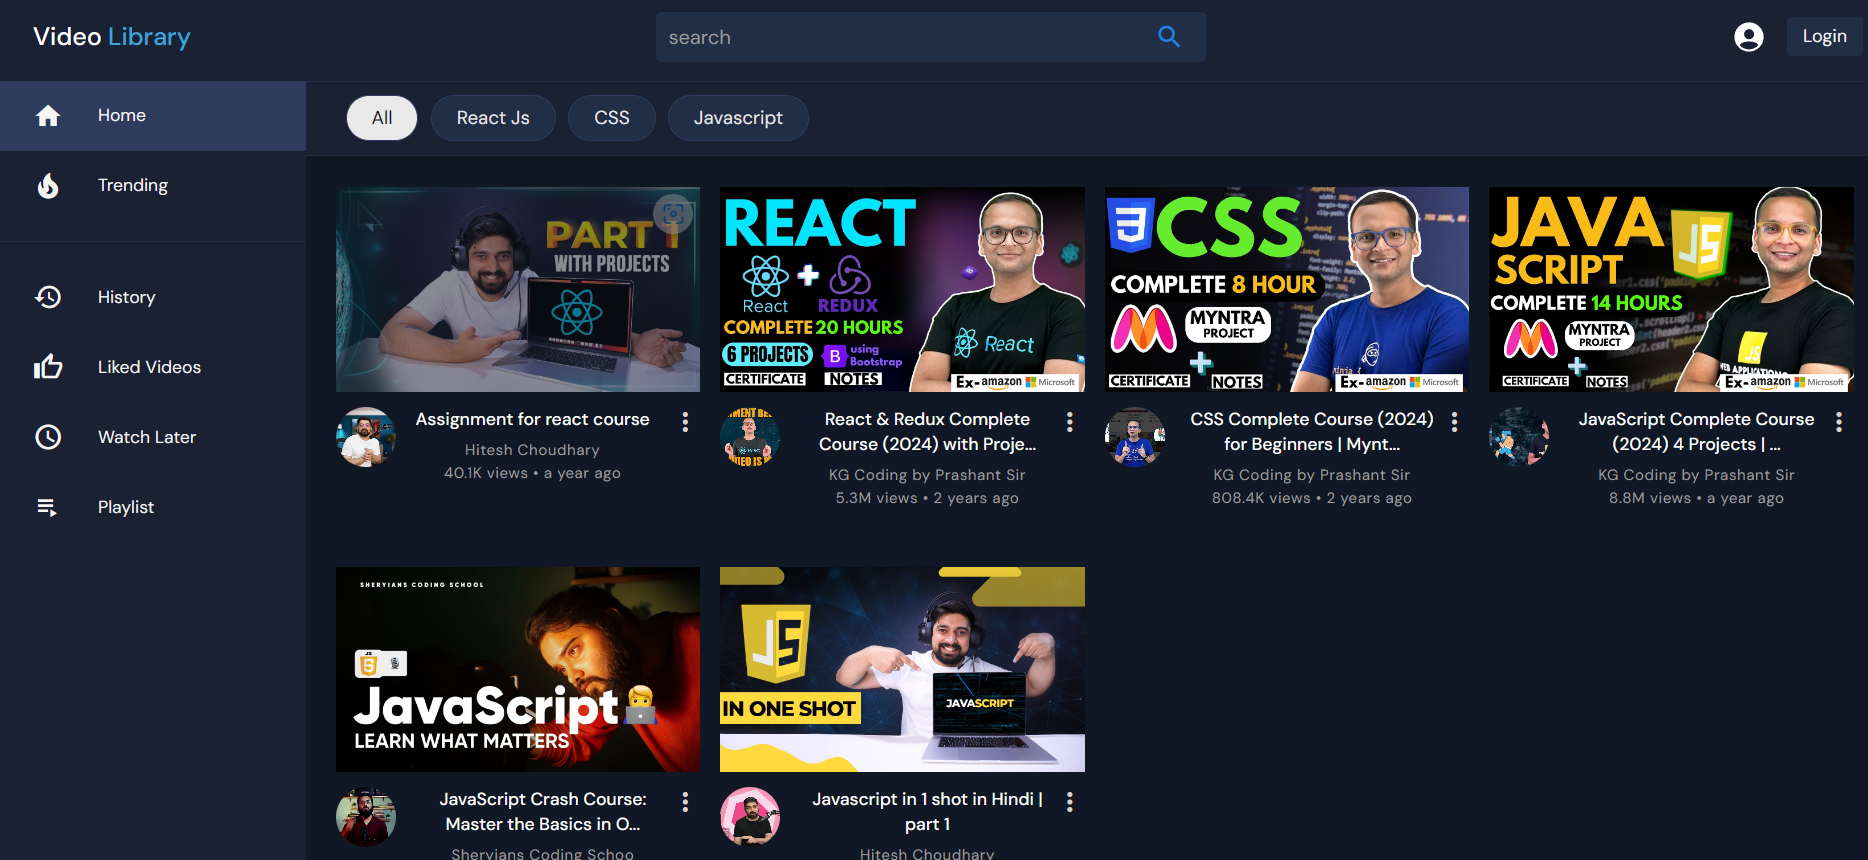 Video Library
search
Login
Home
Trending
History
Liked Videos
Watch Later
Playlist
All
React Js
CSS
Javascript
PART 1
WITH PROJECTS
Assignment for react course
Hitesh Choudhary
40.1K views • a year ago
REACT
React
+
REDUX
COMPLETE 20 HOURS
6 PROJECTS
B
using
Bootstrap
CERTIFICATE
NOTES
React
Ex-amazon Microsoft
React & Redux Complete
Course (2024) with Proje...
KG Coding by Prashant Sir
5.3M views • 2 years ago
3 CSS
COMPLETE 8 HOUR
MYNTRA
PROJECT
+
CERTIFICATE
NOTES
Ex-amazon Microsoft
CSS Complete Course (2024)
for Beginners | Mynt...
KG Coding by Prashant Sir
808.4K views • 2 years ago
JAVA
SCRIPT
JS
COMPLETE 14 HOURS
MYNTRA
PROJECT
+
CERTIFICATE
NOTES
JS
Ex-amazon Microsoft
JavaScript Complete Course
(2024) 4 Projects | ...
KG Coding by Prashant Sir
8.8M views • a year ago
SHERYIANS CODING SCHOOL
JS
JavaScript
LEARN WHAT MATTERS
JavaScript Crash Course:
Master the Basics in O...
Sheryians Coding Schoo
JS
IN ONE SHOT
JAVASCRIPT
Javascript in 1 shot in Hindi |
part 1
Hitesh Choudhary